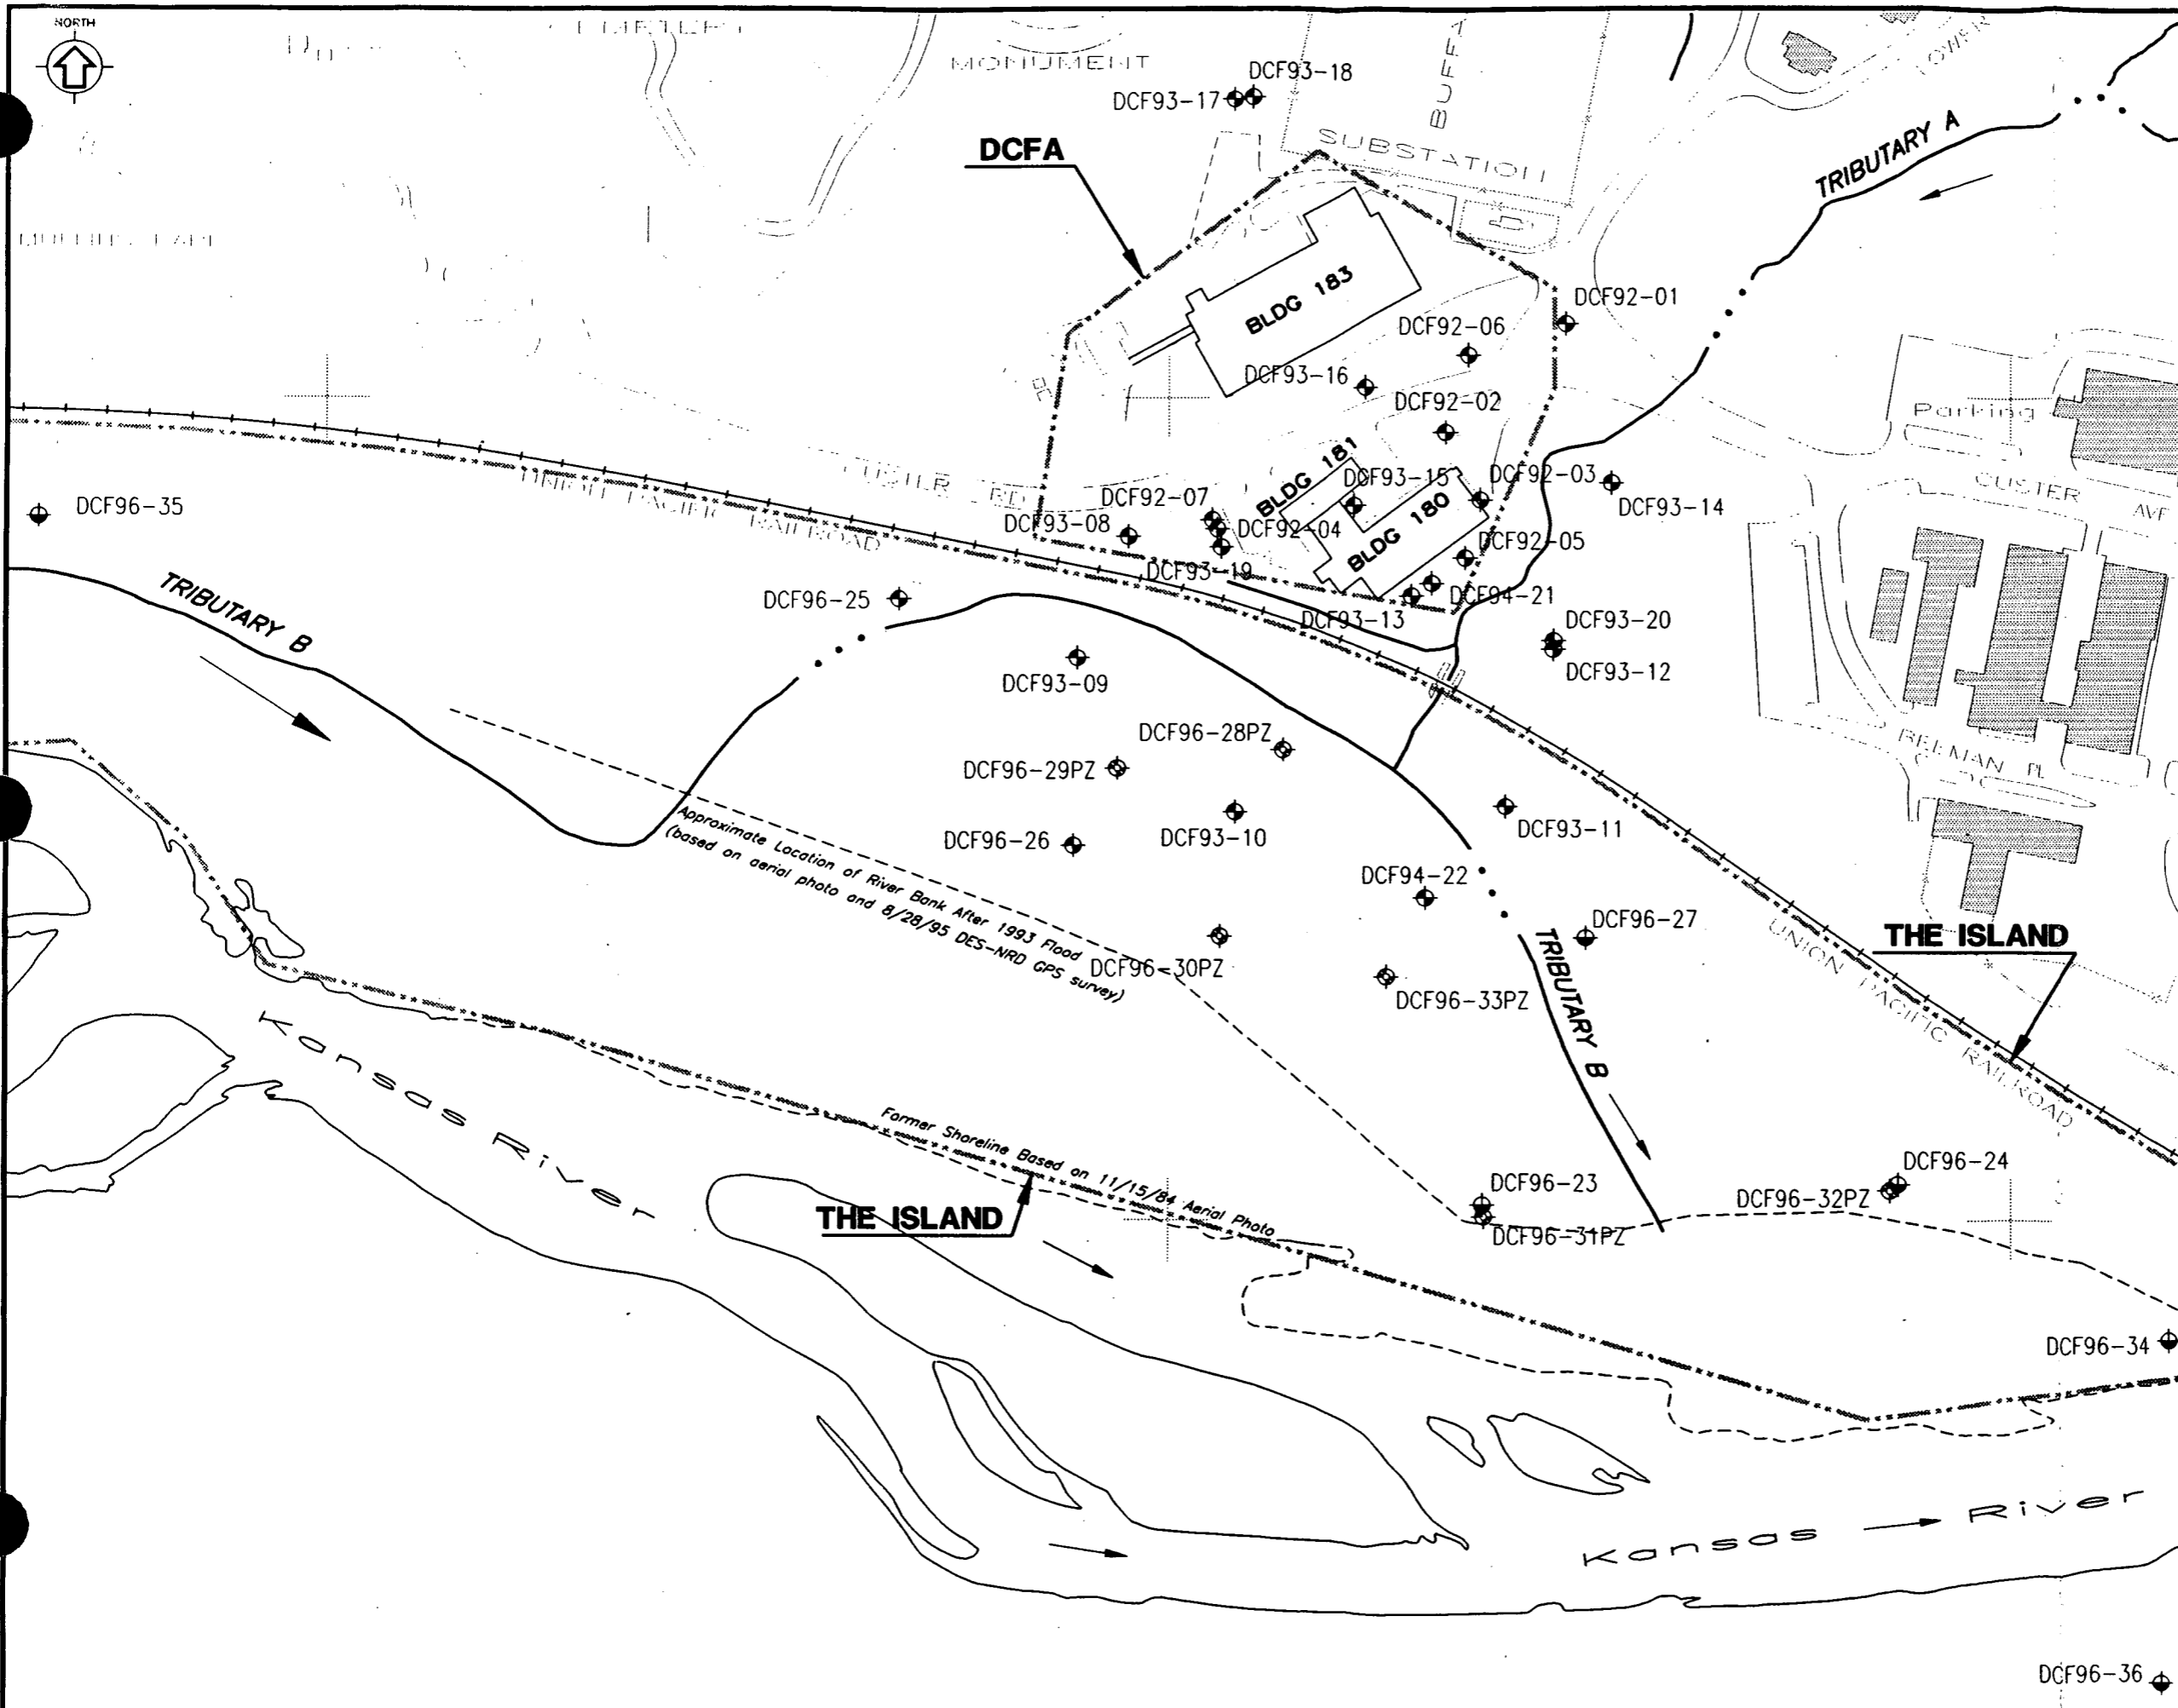 NORTH
MONUMENT
DCF93-18
DCF93-17
SUBSTATION
DCFA
TRIBUTARY A
BLDG 183
DCF92-01
DCF92-06
DCF93-16
DCF92-02
Parking
BLDG 181
DCF93-15
DCF92-03
BLDG 180
CUSTER AVE
DCF93-14
DCF92-07
DCF93-08
DCF92-04
DCF96-35
UNION PACIFIC RAILROAD
DCF92-05
DCF93-19
TRIBUTARY B
DCF96-25
DCF94-21
DCF93-13
DCF93-20
DCF93-12
DCF93-09
DCF96-28PZ
DCF96-29PZ
DCF93-10
DCF93-11
DCF96-26
Approximate Location of River Bank After 1993 Flood
(based on aerial photo and 8/28/95 DES-NRD GPS survey)
DCF94-22
DCF96-27
THE ISLAND
DCF96-30PZ
DCF96-33PZ
TRIBUTARY B
UNION PACIFIC RAILROAD
Kansas River
Former Shoreline Based on 11/15/84 Aerial Photo
THE ISLAND
DCF96-23
DCF96-31PZ
DCF96-24
DCF96-32PZ
DCF96-34
Kansas River
DCF96-36